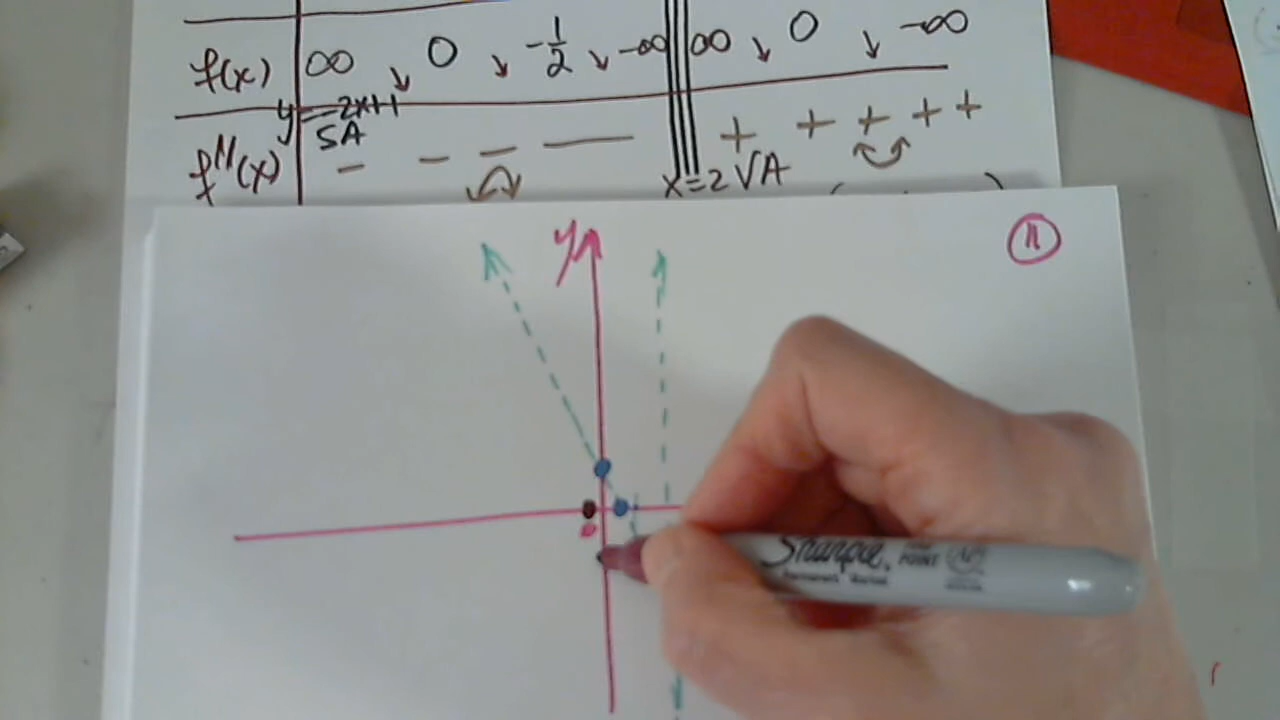 f(x) ∞ ↘ 0 ↘ -1/2 ↘ -∞ ∞ ↘ 0 ↓ -∞
y=-2x+1
SA
f''(x) - - - — + + + + +
x=2 VA
y
11
Sharpie.